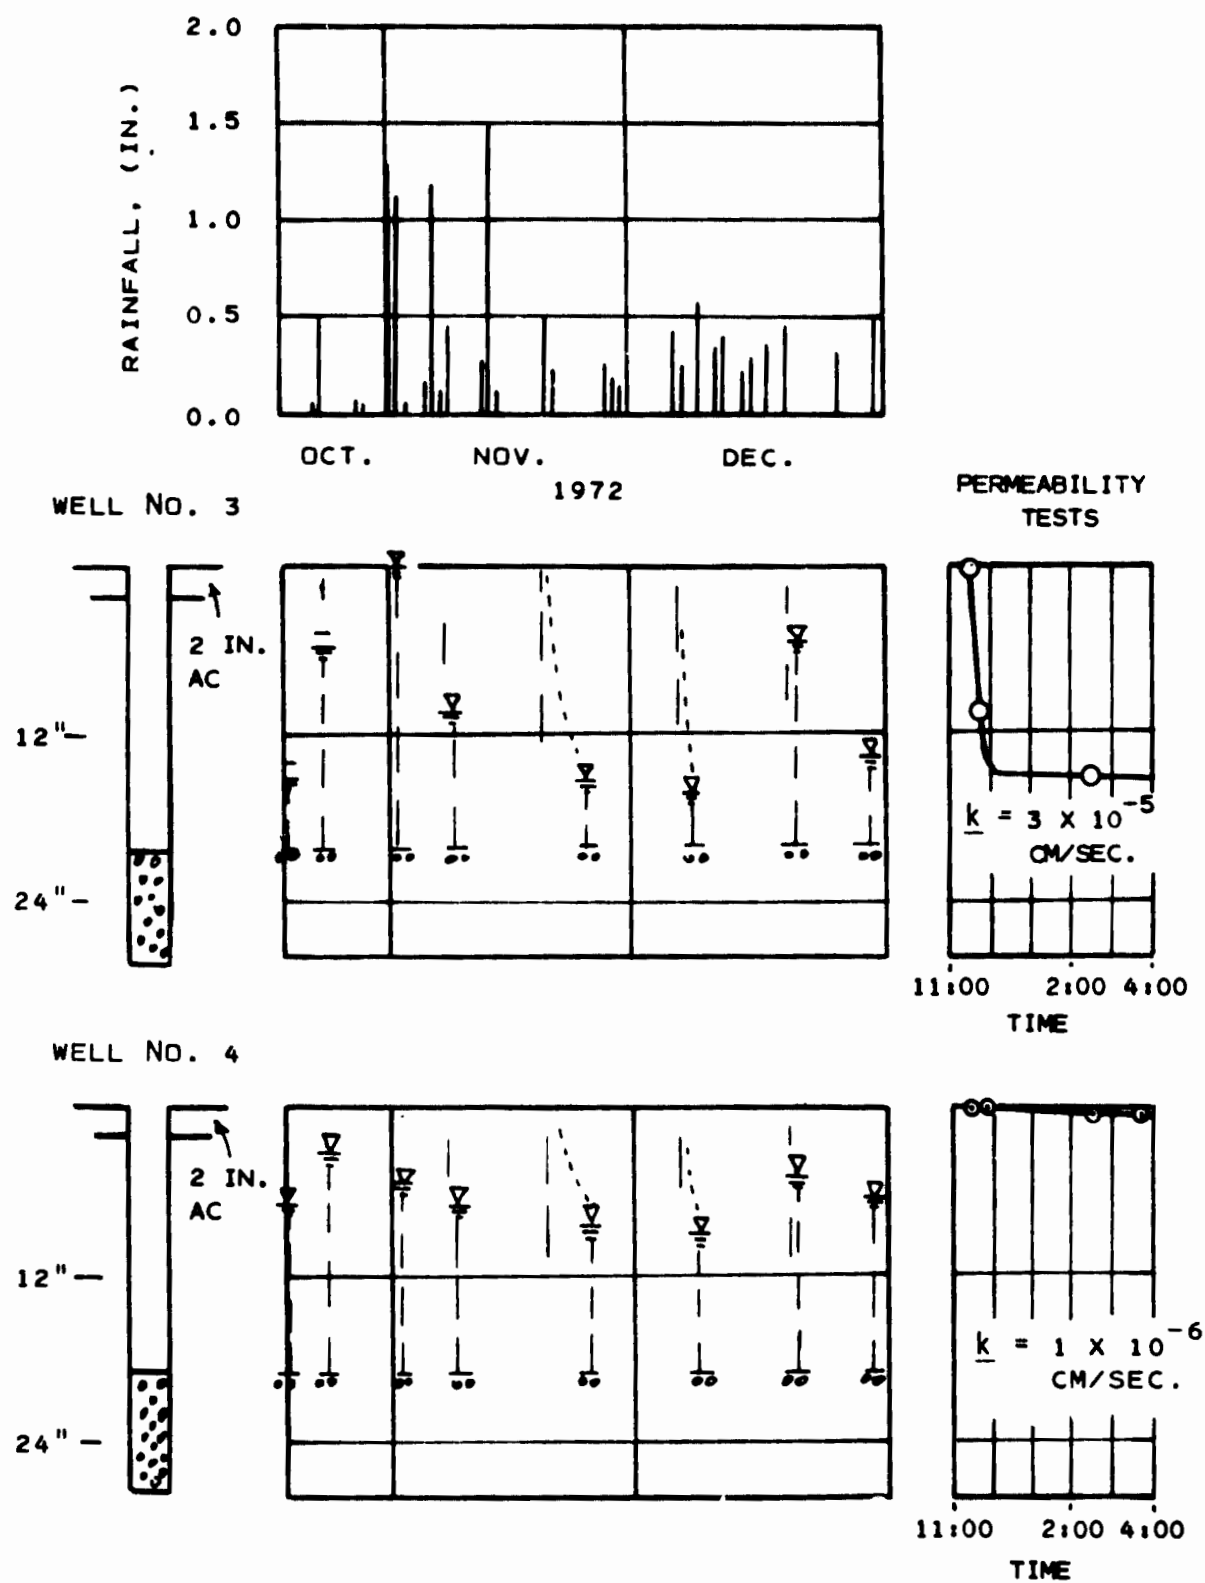 2.0
1.5
1.0
0.5
0.0
RAINFALL, (IN.)
OCT. NOV. DEC.
1972
WELL NO. 3
PERMEABILITY
TESTS
2 IN.
AC
12"
24"
k = 3 X 10-5
CM/SEC.
11:00 2:00 4:00
TIME
WELL NO. 4
2 IN.
AC
12"
24"
k = 1 X 10-6
CM/SEC.
11:00 2:00 4:00
TIME